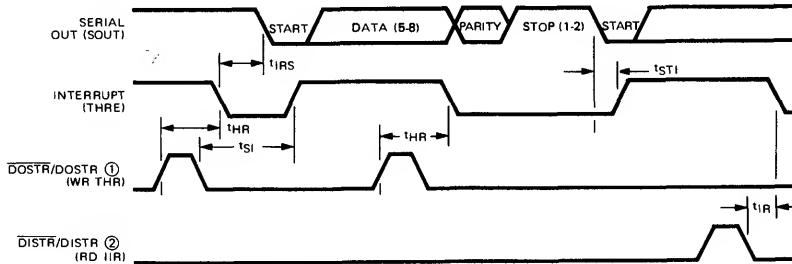 SERIAL
OUT (SOUT)
START
DATA (5-8)
PARITY
STOP (1-2)
START
tIRS
tSTI
INTERRUPT
(THRE)
tHR
tSI
tHR
DOSTR/DOSTR ①
(WR THR)
tIR
DISTR/DISTR ②
(RD IIR)